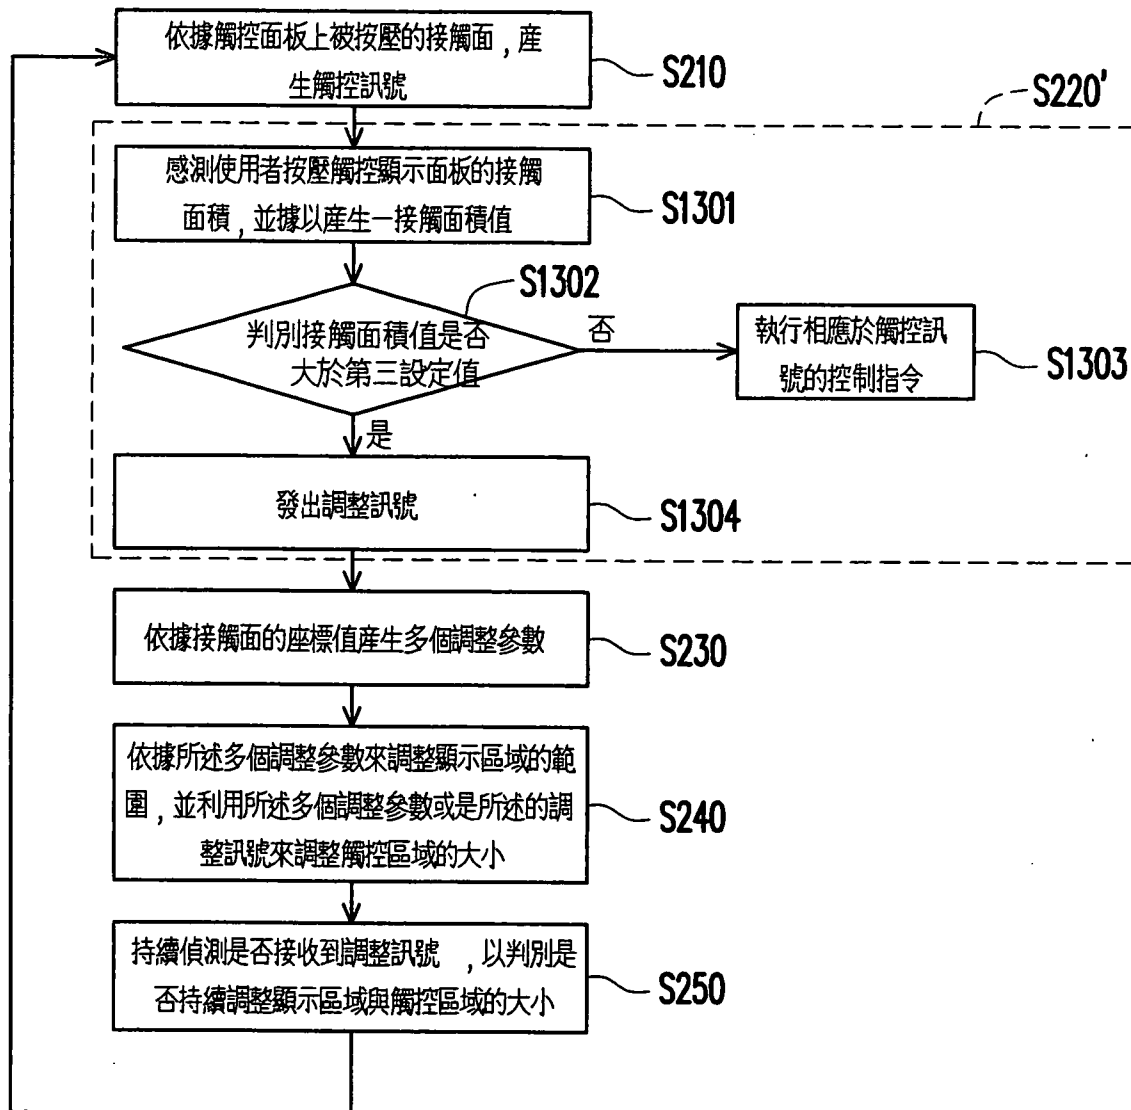 依據觸控面板上被按壓的接觸面，産
生觸控訊號
S210
S220'
感測使用者按壓觸控顯示面板的接觸
面積，並據以産生一接觸面積值
S1301
S1302
判別接觸面積值是否
大於第三設定值
否
執行相應於觸控訊
號的控制指令
S1303
是
發出調整訊號
S1304
依據接觸面的座標值産生多個調整參數
S230
依據所述多個調整參數來調整顯示區域的範
圍，並利用所述多個調整參數或是所述的調
整訊號來調整觸控區域的大小
S240
持續偵測是否接收到調整訊號，以判別是
否持續調整顯示區域與觸控區域的大小
S250